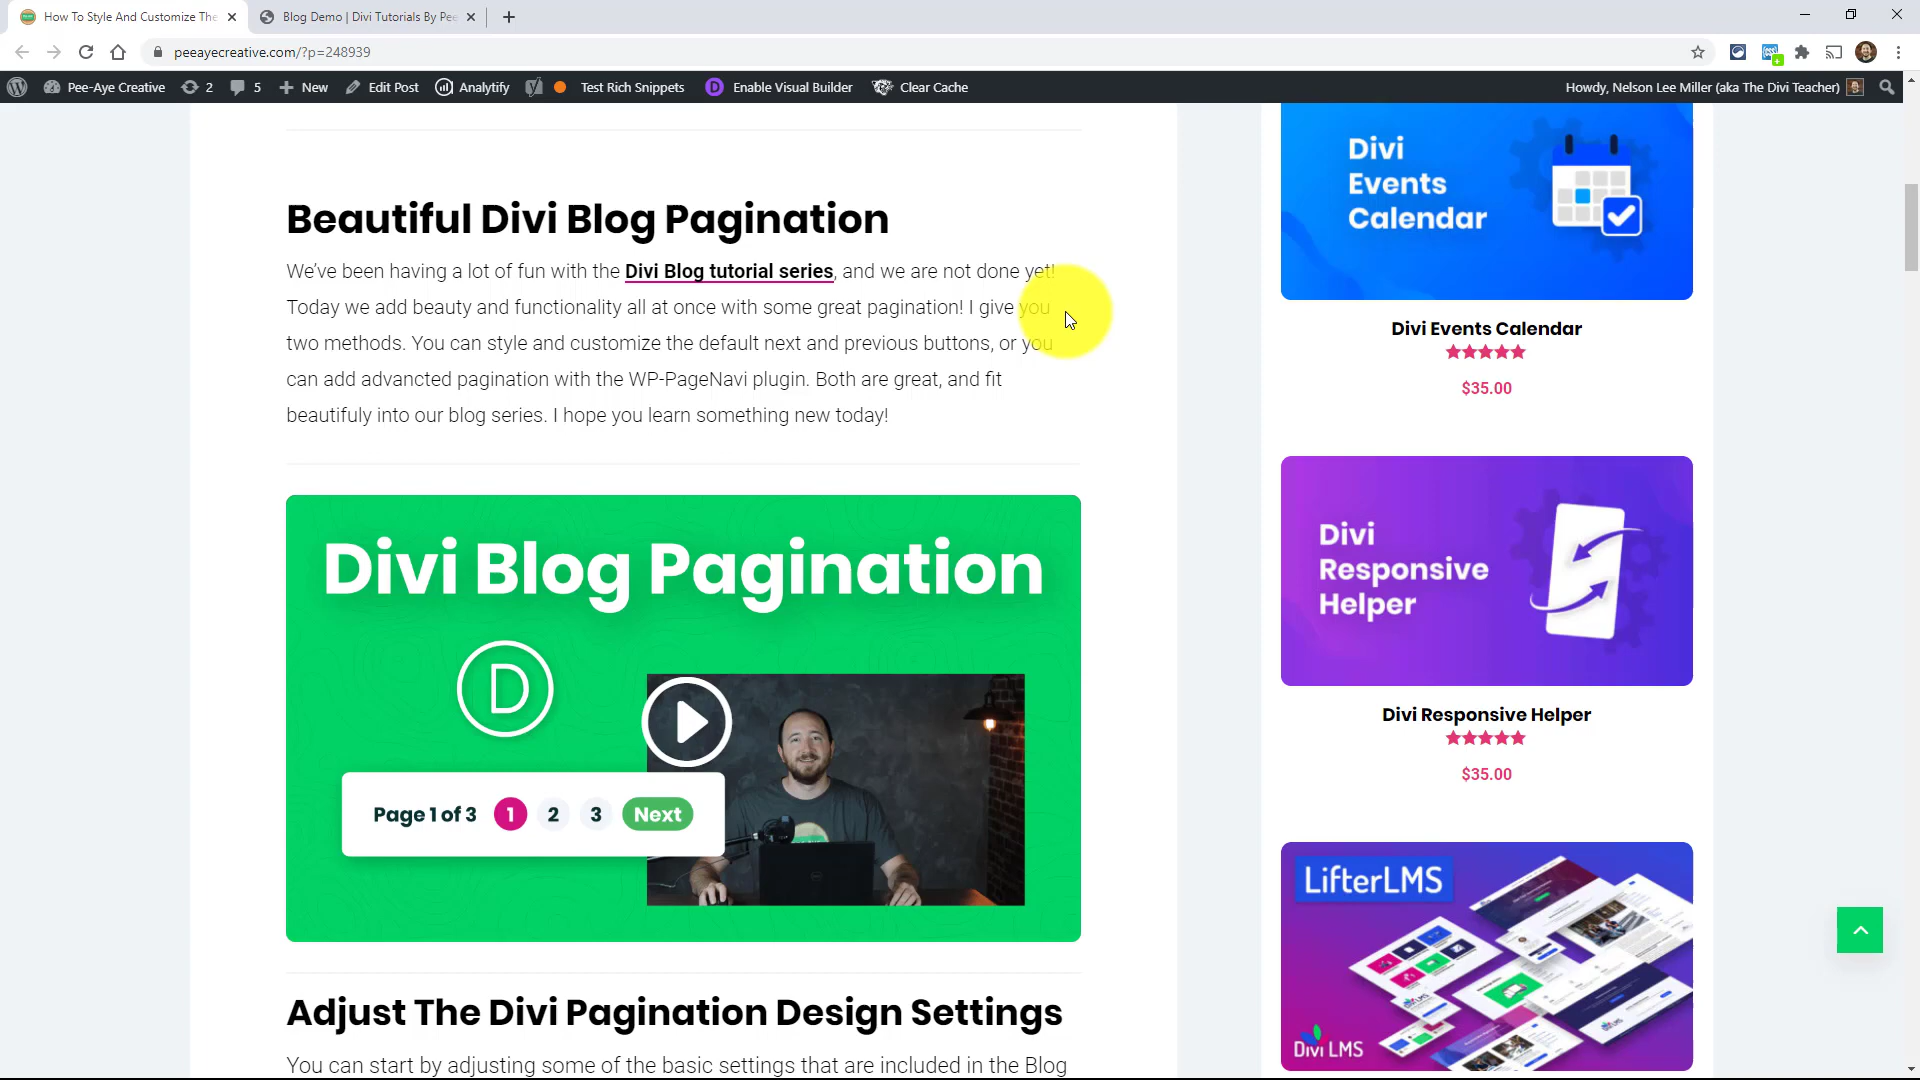 How To Style And Customize The
Blog Demo | Divi Tutorials By Pee
peeayecreative.com/?p=248939
Pee-Aye Creative 2 5 New Edit Post Analytify Test Rich Snippets Enable Visual Builder Clear Cache Howdy, Nelson Lee Miller (aka The Divi Teacher)
Beautiful Divi Blog Pagination
We've been having a lot of fun with the Divi Blog tutorial series, and we are not done yet!
Today we add beauty and functionality all at once with some great pagination! I give you
two methods. You can style and customize the default next and previous buttons, or you
can add advancted pagination with the WP-PageNavi plugin. Both are great, and fit
beautifuly into our blog series. I hope you learn something new today!
Divi Blog Pagination
D
Page 1 of 3 1 2 3 Next
Adjust The Divi Pagination Design Settings
You can start by adjusting some of the basic settings that are included in the Blog
Divi
Events
Calendar
Divi Events Calendar
$35.00
Divi
Responsive
Helper
Divi Responsive Helper
$35.00
LifterLMS
Divi LMS